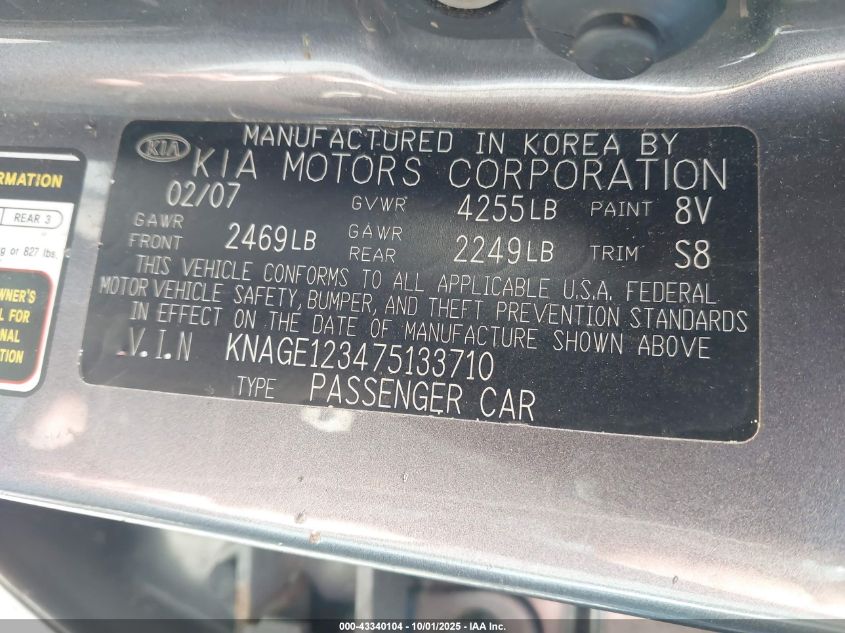 MANUFACTURED IN KOREA BY
KIA KIA MOTORS CORPORATION
02/07 GVWR 4255LB PAINT 8V
GAWR FRONT 2469LB GAWR REAR 2249LB TRIM S8
THIS VEHICLE CONFORMS TO ALL APPLICABLE U.S.A. FEDERAL
MOTOR VEHICLE SAFETY, BUMPER, AND THEFT PREVENTION STANDARDS
IN EFFECT ON THE DATE OF MANUFACTURE SHOWN ABOVE
V.I.N KNAGE123475133710
TYPE PASSENGER CAR
RMATION
REAR 3
or 827 lbs.
WNER'S
L FOR
NAL
ATION
000-43340104 - 10/01/2025 - IAA Inc.